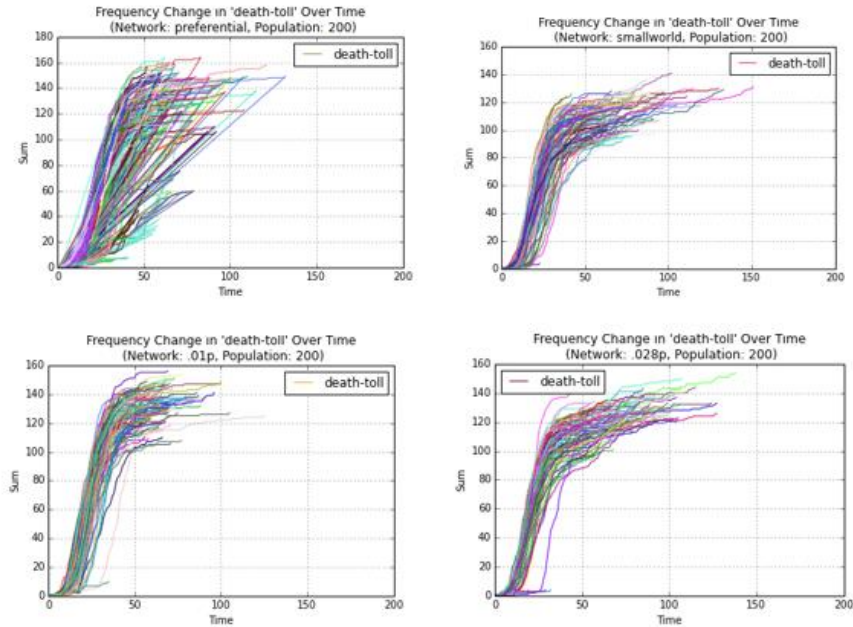 Frequency Change in 'death-toll' Over Time
(Network: preferential, Population: 200)
180
160
140
120
100
80
60
40
20
0
Sum
death-toll
0 50 100 150 200
Time
Frequency Change in 'death-toll' Over Time
(Network: smallworld, Population: 200)
160
140
120
100
80
60
40
20
0
Sum
death-toll
0 50 100 150 200
Time
Frequency Change in 'death-toll' Over Time
(Network: .01p, Population: 200)
160
140
120
100
80
60
40
20
0
Sum
death-toll
0 50 100 150 200
Time
Frequency Change in 'death-toll' Over Time
(Network: .028p, Population: 200)
160
140
120
100
80
60
40
20
0
Sum
death-toll
0 50 100 150 200
Time